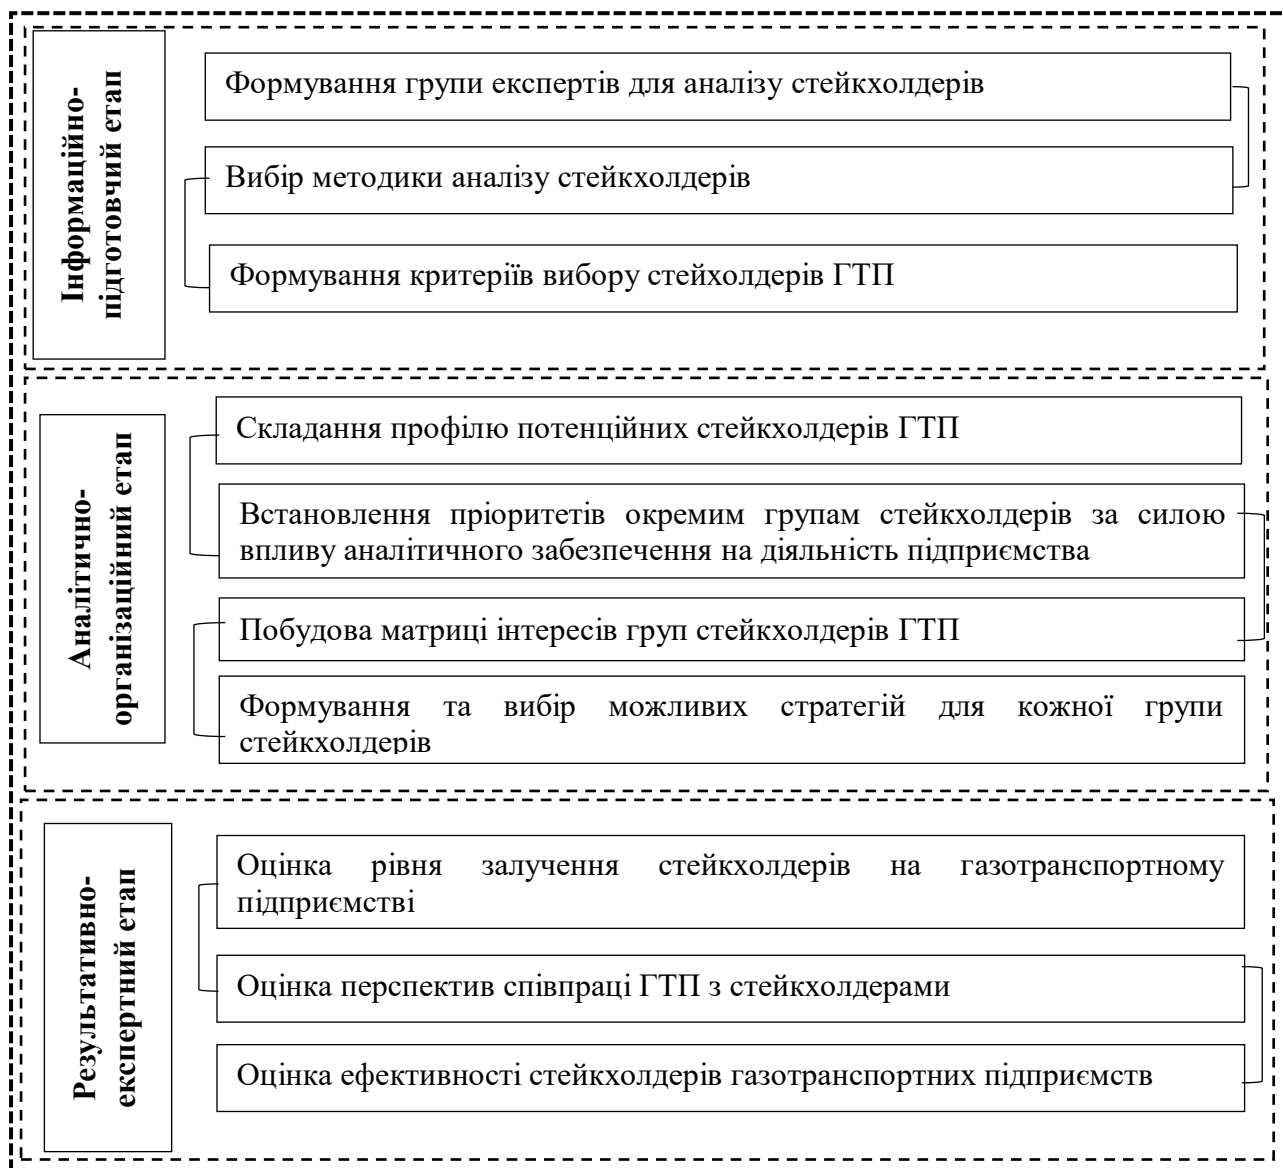 Інформаційно-
підготовчий етап
Формування групи експертів для аналізу стейкхолдерів
Вибір методики аналізу стейкхолдерів
Формування критеріїв вибору стейхолдерів ГТП
Аналітично-
організаційний етап
Складання профілю потенційних стейкхолдерів ГТП
Встановлення пріоритетів окремим групам стейкхолдерів за силою
впливу аналітичного забезпечення на діяльність підприємства
Побудова матриці інтересів груп стейкхолдерів ГТП
Формування та вибір можливих стратегій для кожної групи
стейкхолдерів
Результативно-
експертний етап
Оцінка рівня залучення стейкхолдерів на газотранспортному
підприємстві
Оцінка перспектив співпраці ГТП з стейкхолдерами
Оцінка ефективності стейкхолдерів газотранспортних підприємств